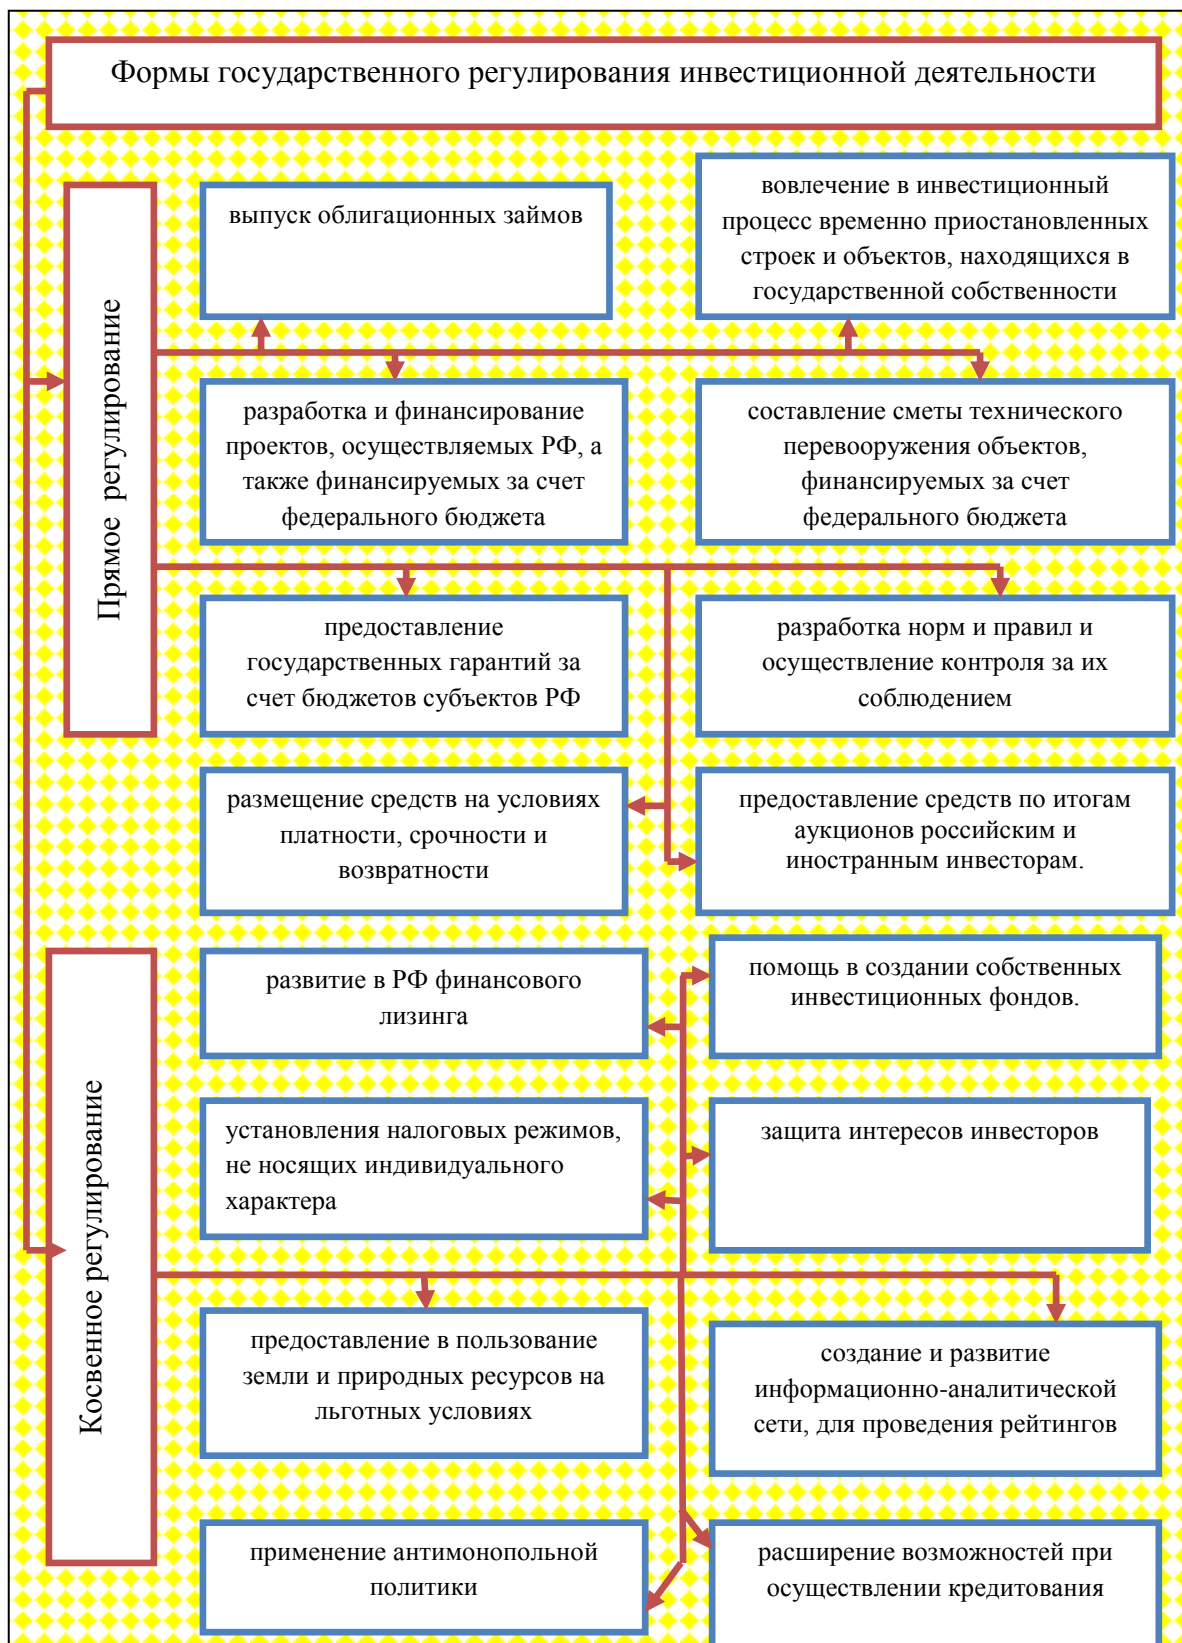 Формы государственного регулирования инвестиционной деятельности
Прямое регулирование
выпуск облигационных займов
вовлечение в инвестиционный
процесс временно приостановленных
строек и объектов, находящихся в
государственной собственности
разработка и финансирование
проектов, осуществляемых РФ, а
также финансируемых за счет
федерального бюджета
составление сметы технического
перевооружения объектов,
финансируемых за счет
федерального бюджета
предоставление
государственных гарантий за
счет бюджетов субъектов РФ
разработка норм и правил и
осуществление контроля за их
соблюдением
размещение средств на условиях
платности, срочности и
возвратности
предоставление средств по итогам
аукционов российским и
иностранным инвесторам.
Косвенное регулирование
развитие в РФ финансового
лизинга
помощь в создании собственных
инвестиционных фондов.
установления налоговых режимов,
не носящих индивидуального
характера
защита интересов инвесторов
предоставление в пользование
земли и природных ресурсов на
льготных условиях
создание и развитие
информационно-аналитической
сети, для проведения рейтингов
применение антимонопольной
политики
расширение возможностей при
осуществлении кредитования